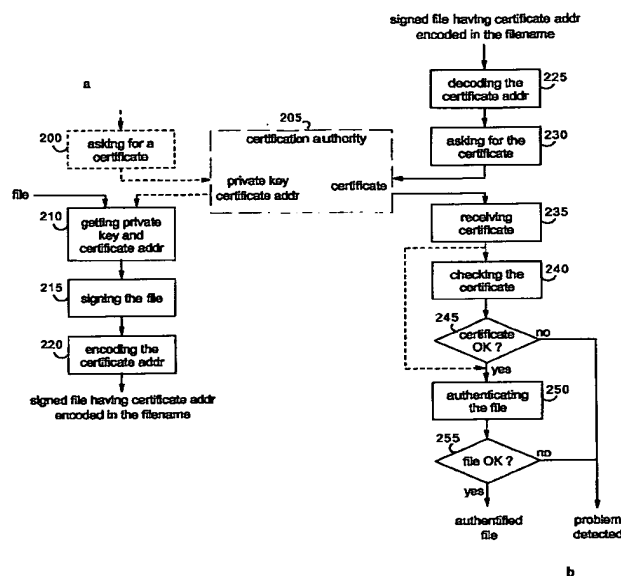 a
200
asking for a
certificate
file
210
getting private
key and
certificate addr
215
signing the file
220
encoding the
certificate addr
signed file having certificate addr
encoded in the filename
205
certification authority
private key
certificate addr
certificate
signed file having certificate addr
encoded in the filename
decoding the
certificate addr
225
asking for the
certificate
230
receiving
certificate
235
checking the
certificate
240
245
certificate
OK ?
no
yes
authenticating
the file
250
255
file OK ?
no
yes
authentified
file
problem
detected
b